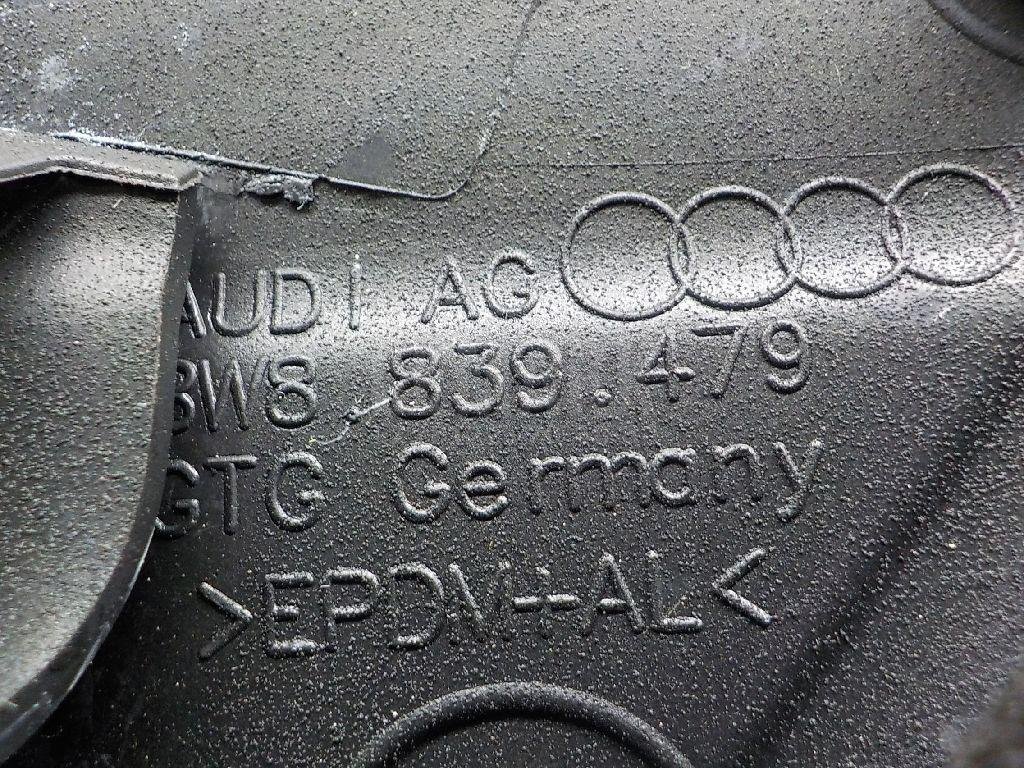 AUDI AG
8W8.839.479
GTG Germany
>EPDM+AL<